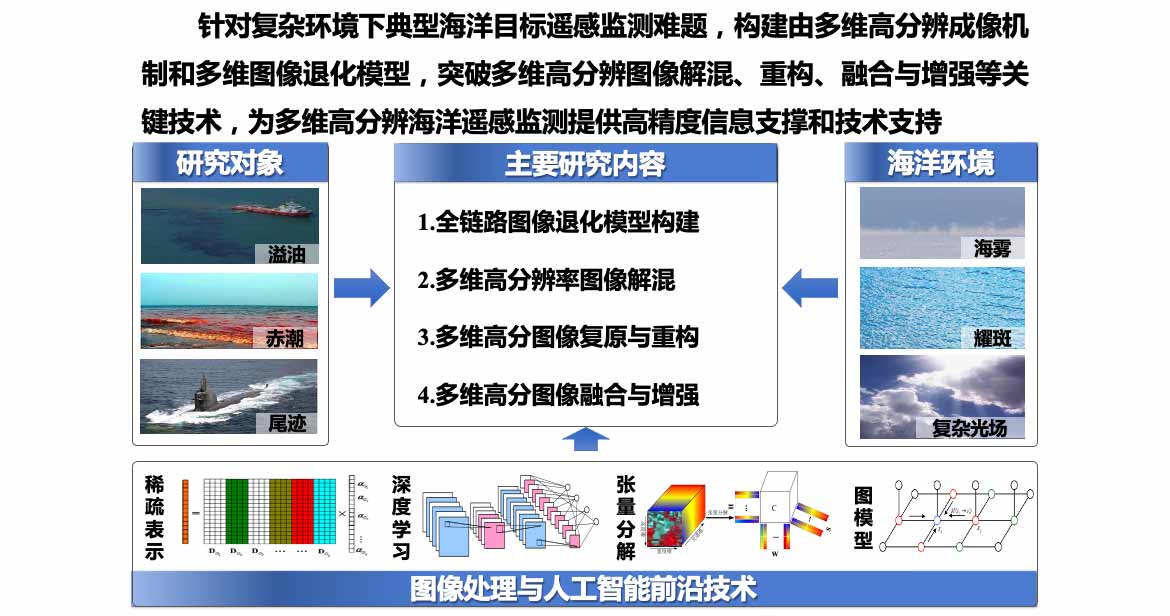 针对复杂环境下典型海洋目标遥感监测难题，构建由多维高分辨成像机
制和多维图像退化模型，突破多维高分辨图像解混、重构、融合与增强等关
键技术，为多维高分辨海洋遥感监测提供高精度信息支撑和技术支持
研究对象
溢油
赤潮
尾迹
主要研究内容
1.全链路图像退化模型构建
2.多维高分辨率图像解混
3.多维高分图像复原与重构
4.多维高分图像融合与增强
海洋环境
海雾
耀斑
复杂光场
稀疏表示
深度学习
张量分解
C
W
图模型
图像处理与人工智能前沿技术